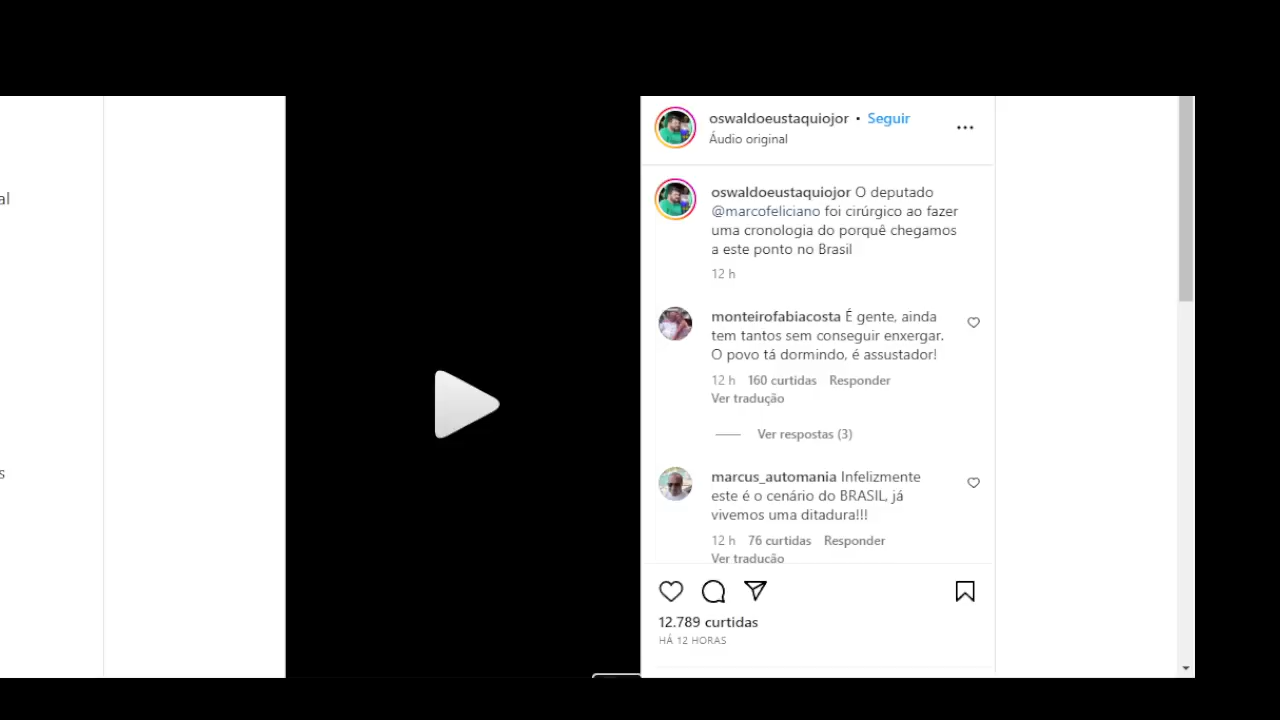 al
s
oswaldoeustaquiojor • Seguir
Áudio original
oswaldoeustaquiojor O deputado
@marcofeliciano foi cirúrgico ao fazer
uma cronologia do porquê chegamos
a este ponto no Brasil
12 h
monteirofabiacosta É gente, ainda
tem tantos sem conseguir enxergar.
O povo tá dormindo, é assustador!
12 h 160 curtidas Responder
Ver tradução
Ver respostas (3)
marcus_automania Infelizmente
este é o cenário do BRASIL, já
vivemos uma ditadura!!!
12 h 76 curtidas Responder
Ver tradução
12.789 curtidas
HÁ 12 HORAS